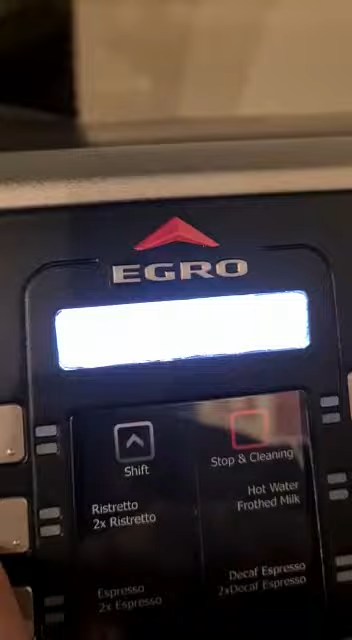 EGRO
Shift
Stop & Cleaning
Ristretto
2x Ristretto
Hot Water
Frothed Milk
Espresso
2x Espresso
Decaf Espresso
2xDecaf Espresso